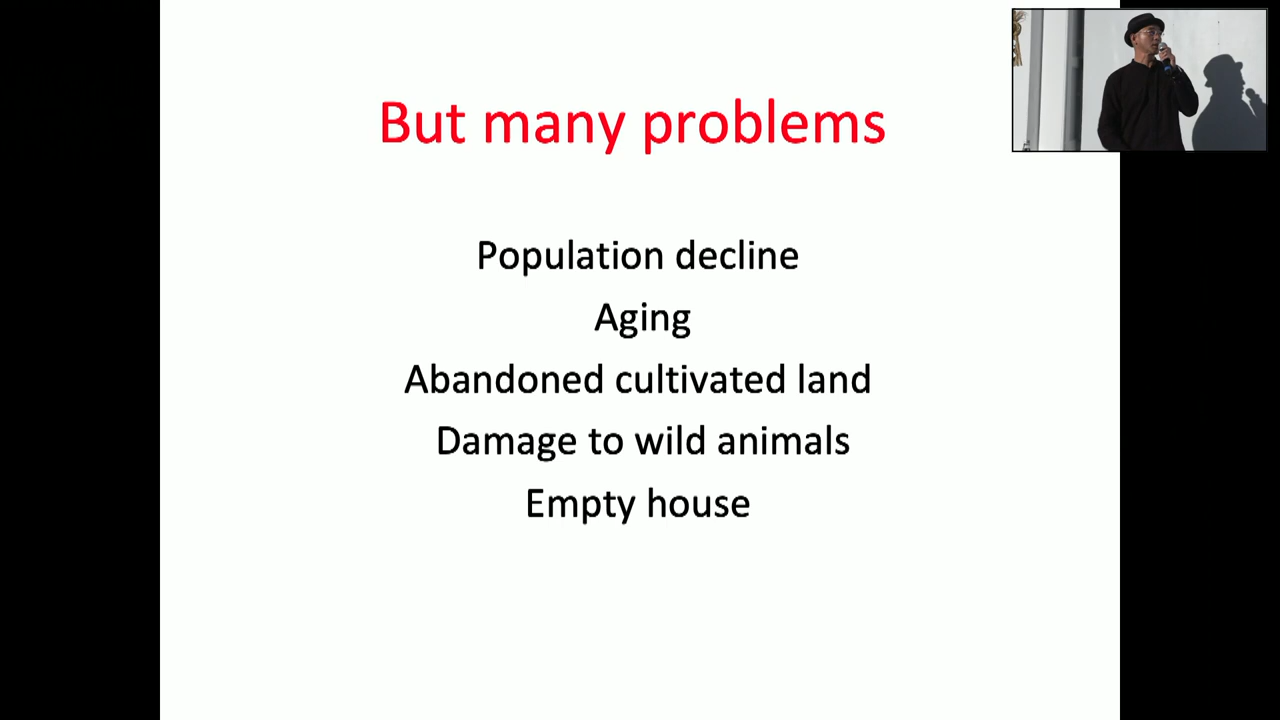 But many problems
Population decline
Aging
Abandoned cultivated land
Damage to wild animals
Empty house